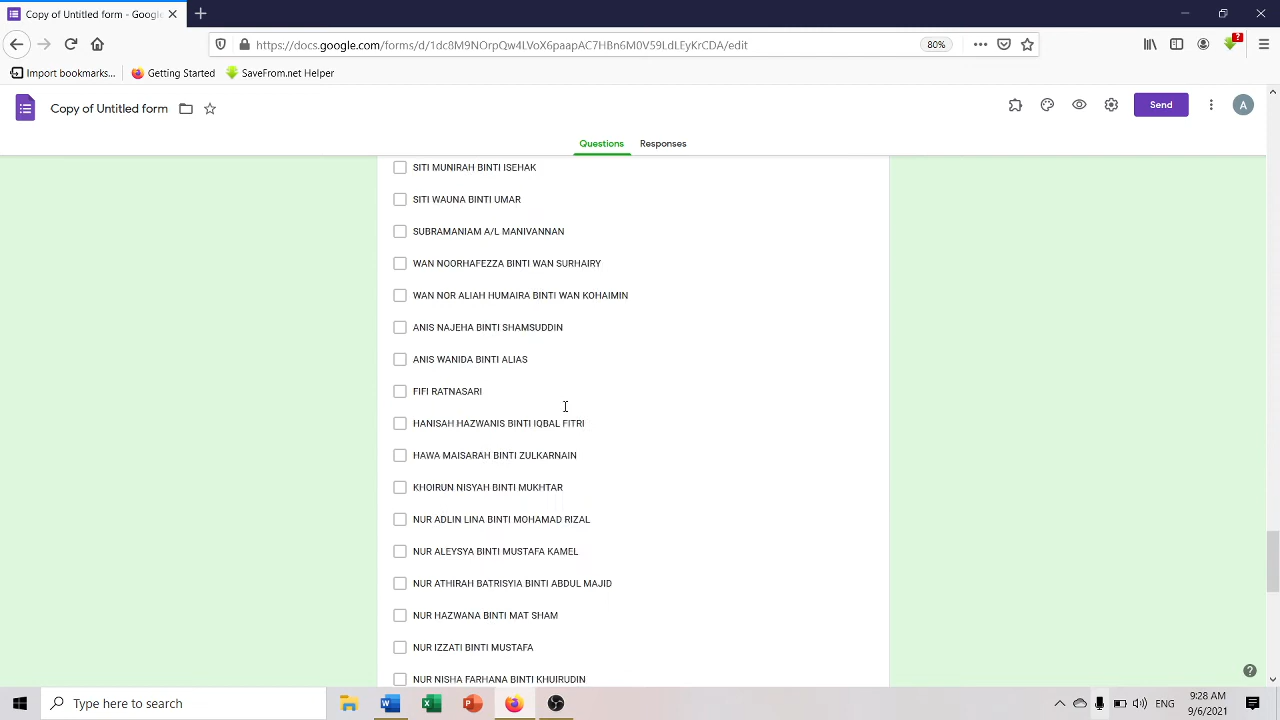 Copy of Untitled form - Google
https://docs.google.com/forms/d/1dc8M9NOrpQw4LVoX6paapAC7HBn6M0V59LdLEyKrCDA/edit
80%
?
Import bookmarks...
Getting Started
SaveFrom.net Helper
Copy of Untitled form
Send
A
Questions
Responses
SITI MUNIRAH BINTI ISEHAK
SITI WAUNA BINTI UMAR
SUBRAMANIAM A/L MANIVANNAN
WAN NOORHAFEZZA BINTI WAN SURHAIRY
WAN NOR ALIAH HUMAIRA BINTI WAN KOHAIMIN
ANIS NAJEHA BINTI SHAMSUDDIN
ANIS WANIDA BINTI ALIAS
FIFI RATNASARI
HANISAH HAZWANIS BINTI IQBAL FITRI
HAWA MAISARAH BINTI ZULKARNAIN
KHOIRUN NISYAH BINTI MUKHTAR
NUR ADLIN LINA BINTI MOHAMAD RIZAL
NUR ALEYSYA BINTI MUSTAFA KAMEL
NUR ATHIRAH BATRISYIA BINTI ABDUL MAJID
NUR HAZWANA BINTI MAT SHAM
NUR IZZATI BINTI MUSTAFA
NUR NISHA FARHANA BINTI KHUIRUDIN
Type here to search
ENG
9:28 AM
9/6/2021